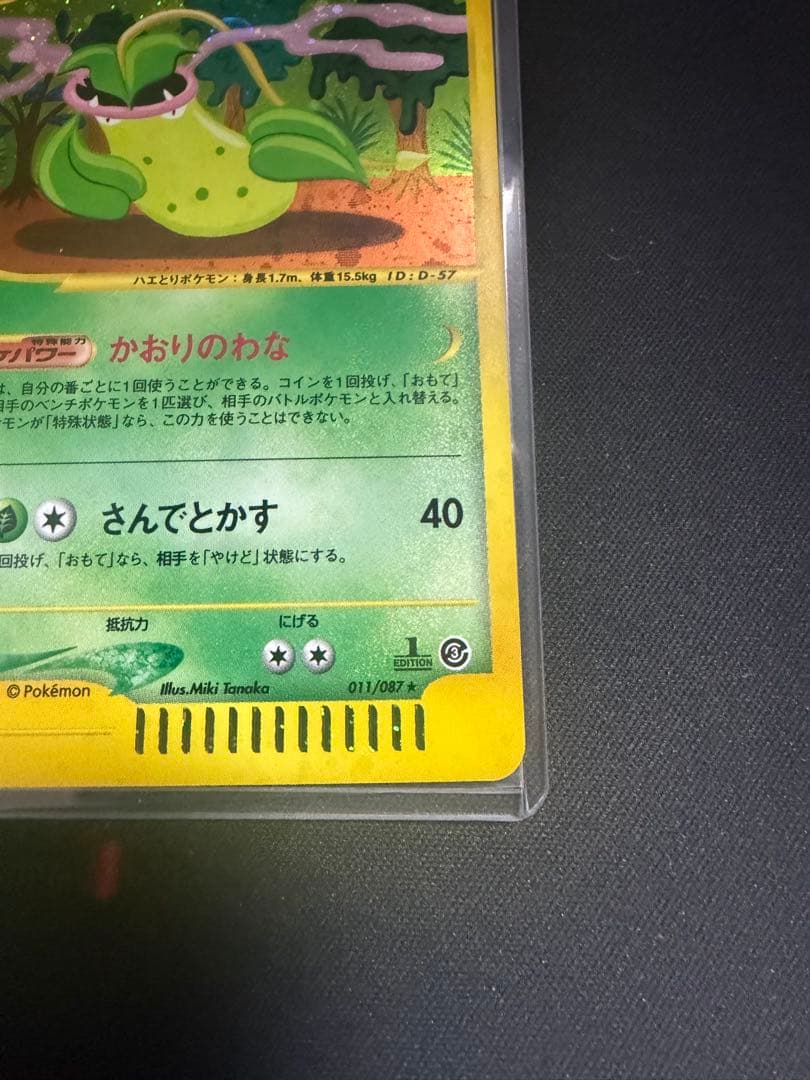 ハエとりポケモン：身長1.7m、体重15.5kg ID:D-57
特殊能力
ケパワー かおりのわな
は、自分の番ごとに1回使うことができる。コインを1回投げ、「おもて」
相手のベンチポケモンを1匹選び、相手のバトルポケモンと入れ替える。
モンが「特殊状態」なら、この力を使うことはできない。
さんでとかす 40
回投げ、「おもて」なら、相手を「やけど」状態にする。
抵抗力 にげる
1
EDITION 3
©Pokémon Illus.Miki Tanaka 011/087★